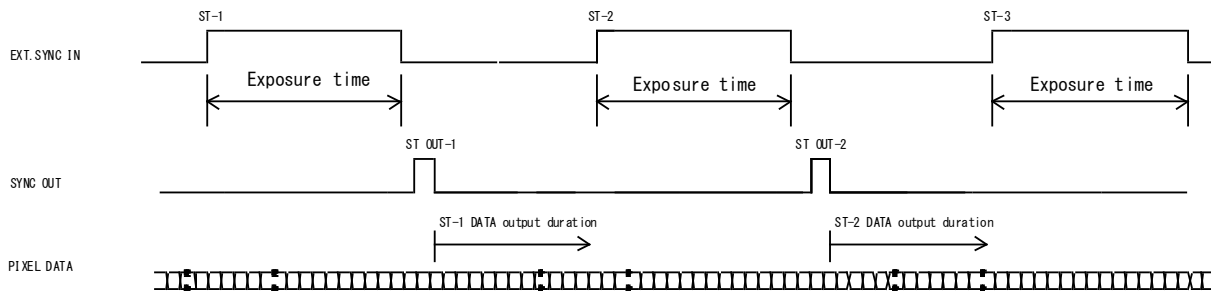 ST-1
ST-2
ST-3
EXT.SYNC IN
Exposure time
Exposure time
Exposure time
ST OUT-1
ST OUT-2
SYNC OUT
ST-1 DATA output duration
ST-2 DATA output duration
PIXEL DATA